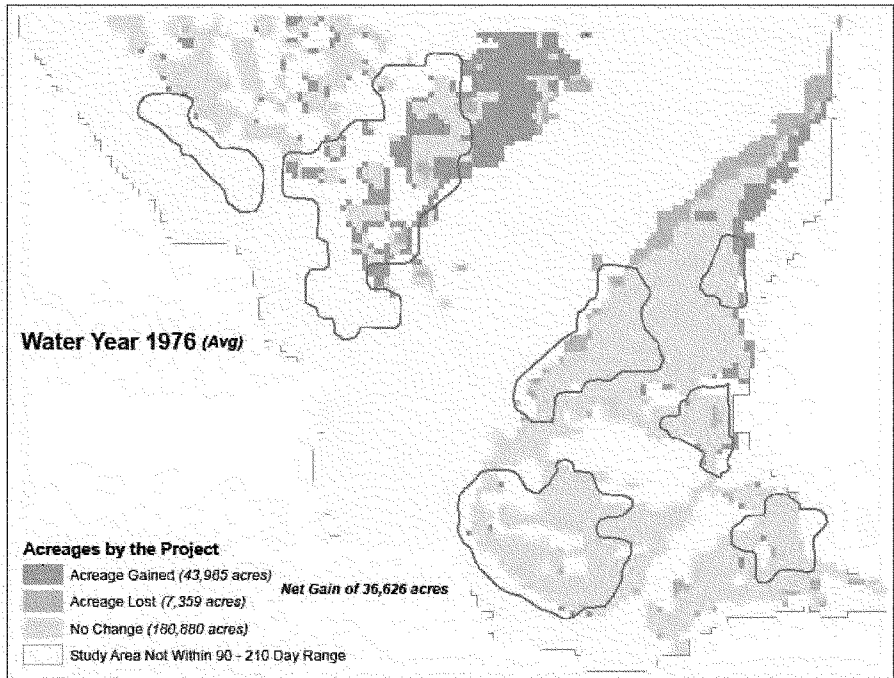 Water Year 1976 (Avg)
Acreages by the Project
Acreage Gained (43,985 acres)
Net Gain of 36,626 acres
Acreage Lost (7,359 acres)
No Change (180,880 acres)
Study Area Not Within 90 - 210 Day Range